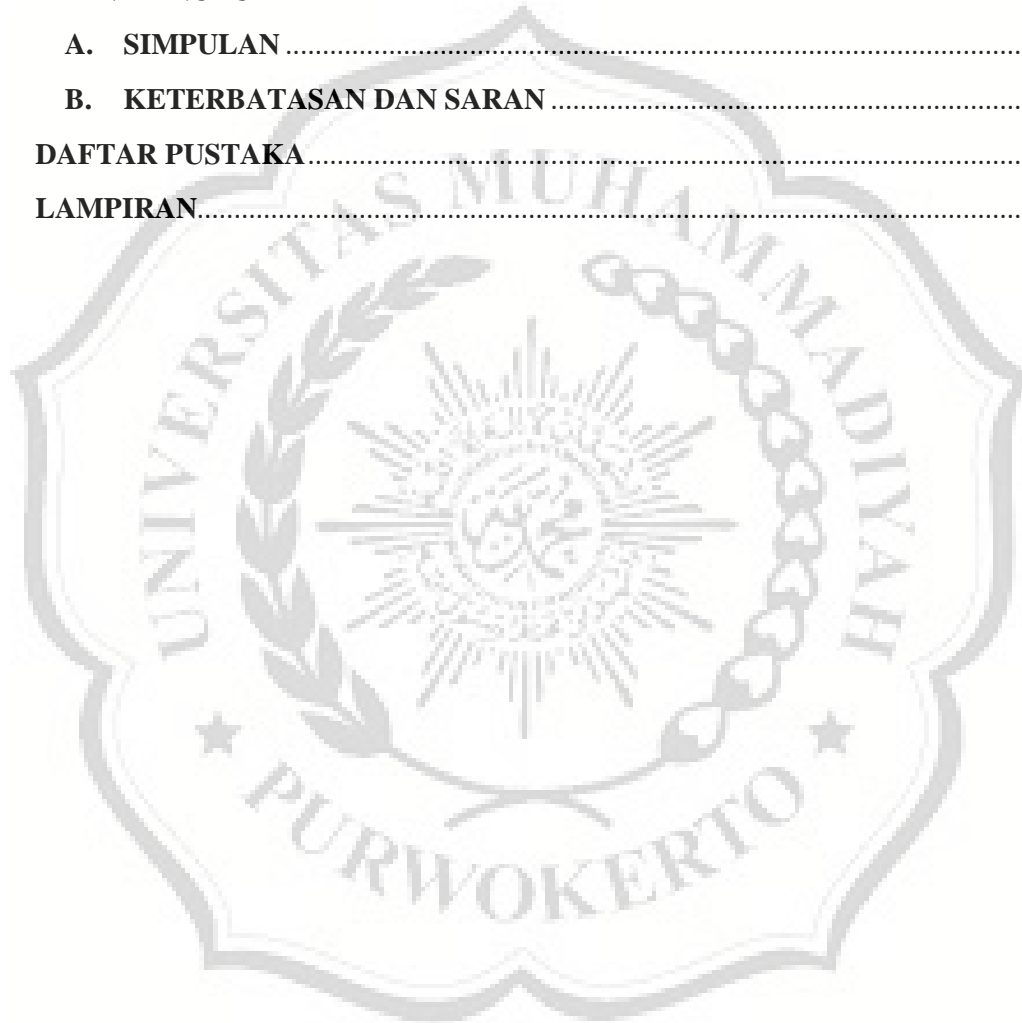 A. SIMPULAN
B. KETERBATASAN DAN SARAN
DAFTAR PUSTAKA
LAMPIRAN
UNIVERSITAS MUHAMMADIYAH
PURWOKERTO